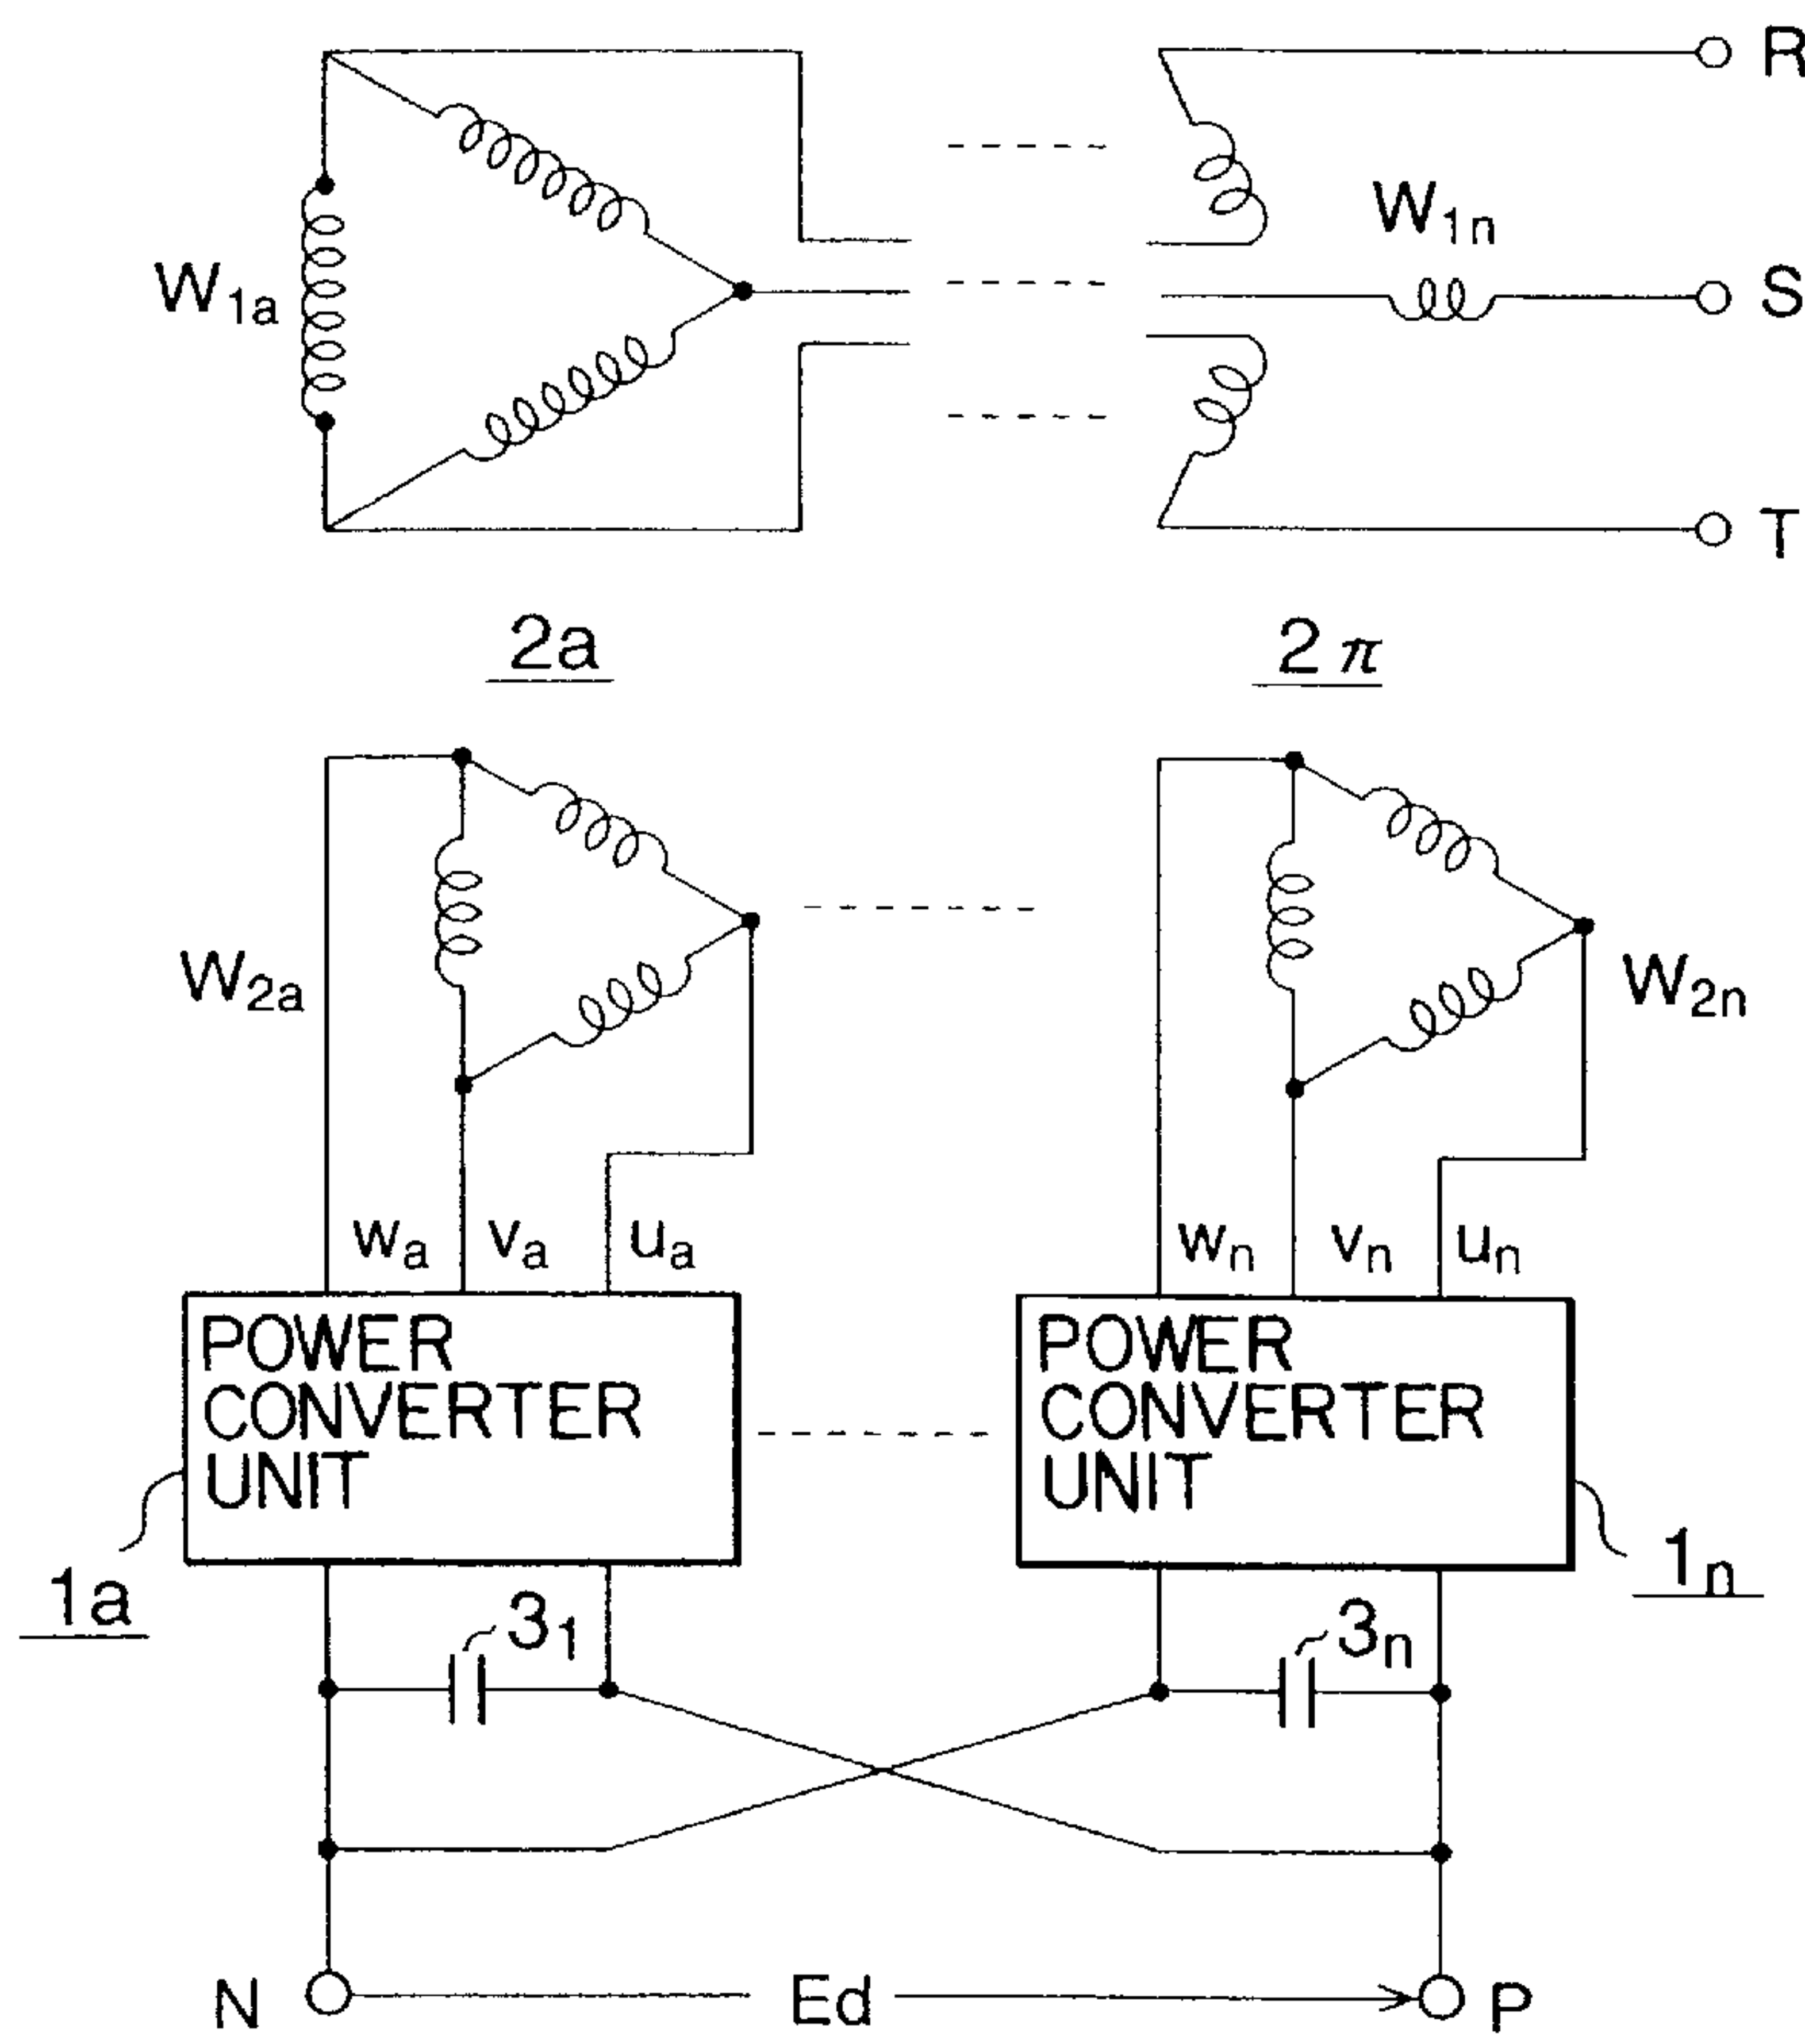 R
W1n
W1a
S
T
2a
2π
W2a
W2n
wa va ua
wn vn un
POWER
CONVERTER
UNIT
POWER
CONVERTER
UNIT
1a
31
3n
1n
N
Ed
P